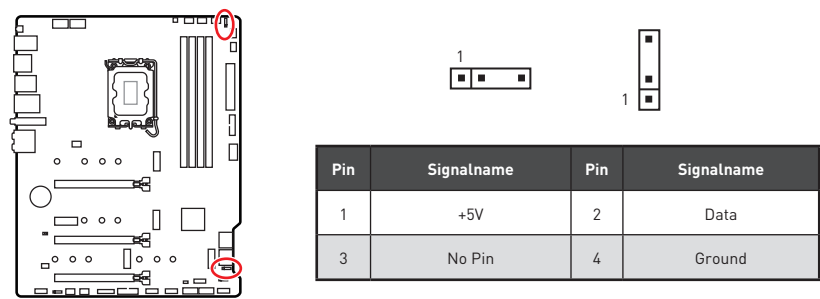 1
1
Pin Signalname Pin Signalname
1 +5V 2 Data
3 No Pin 4 Ground